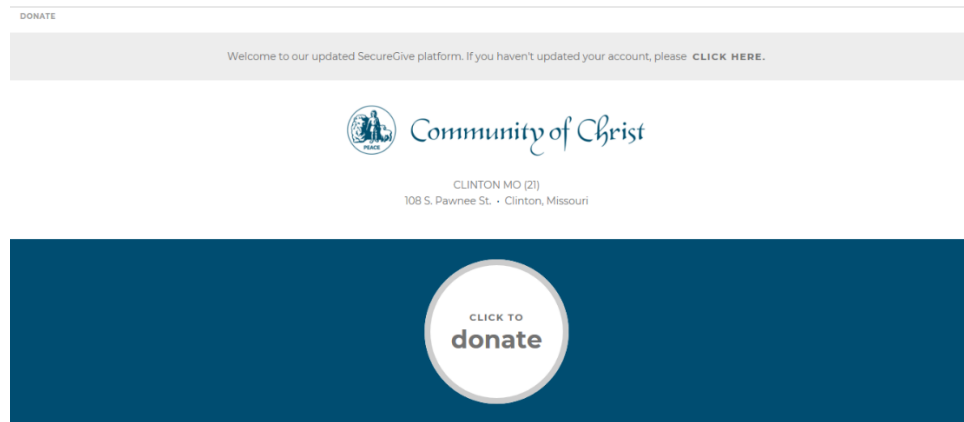 DONATE
Welcome to our updated SecureGive platform. If you haven't updated your account, please CLICK HERE.
PEACE
Community of Christ
CLINTON MO (21)
108 S. Pawnee St. • Clinton, Missouri
CLICK TO
donate